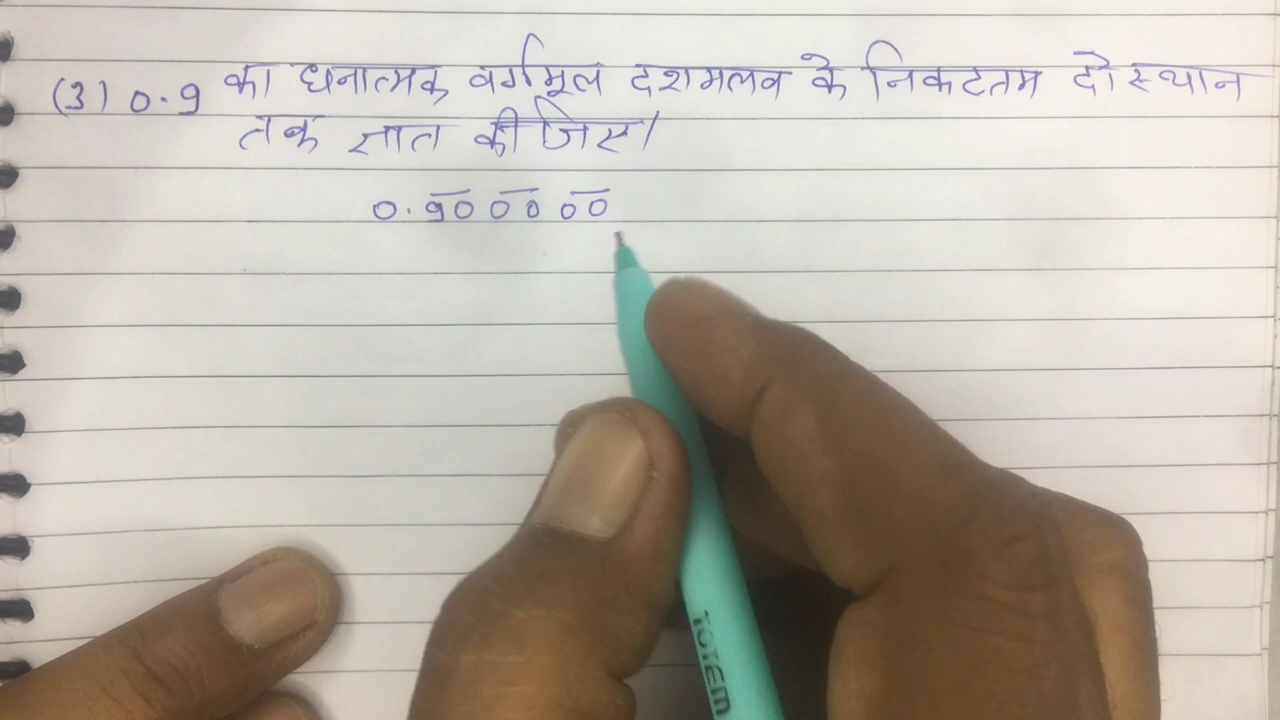 (3) 0.9 का धनात्मक वर्गमूल दशमलव के निकटतम दो स्थान
तक ज्ञात कीजिए।
0.90 00 00
TOTEM